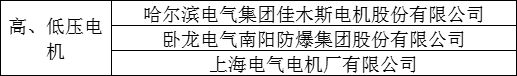 高、低压电
机
哈尔滨电气集团佳木斯电机股份有限公司
卧龙电气南阳防爆集团股份有限公司
上海电气电机厂有限公司